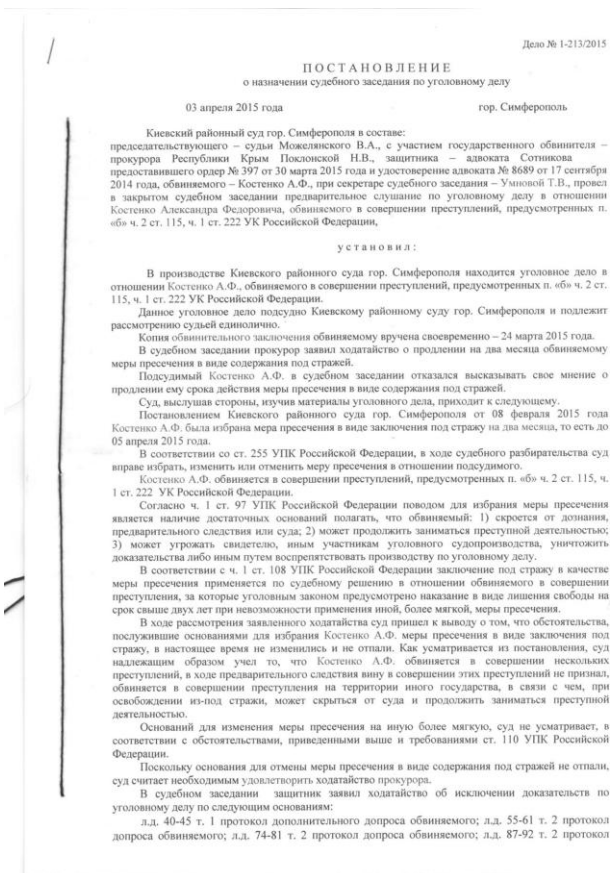 Дело № 1-213/2015
П О С Т А Н О В Л Е Н И Е
о назначении судебного заседания по уголовному делу
03 апреля 2015 года гор. Симферополь
Киевский районный суд гор. Симферополя в составе:
председательствующего – судьи Можелянского В.А., с участием государственного обвинителя –
прокурора Республики Крым Поклонской Н.В., защитника – адвоката Сотникова
предоставившего ордер № 397 от 30 марта 2015 года и удостоверение адвоката № 8689 от 17 сентября
2014 года, обвиняемого – Костенко А.Ф., при секретаре судебного заседания – Умновой Т.В., провел
в закрытом судебном заседании предварительное слушание по уголовному делу в отношении
Костенко Александра Федоровича, обвиняемого в совершении преступлений, предусмотренных п.
«б» ч. 2 ст. 115, ч. 1 ст. 222 УК Российской Федерации,
у с т а н о в и л :
В производстве Киевского районного суда гор. Симферополя находится уголовное дело в
отношении Костенко А.Ф., обвиняемого в совершении преступлений, предусмотренных п. «б» ч. 2 ст.
115, ч. 1 ст. 222 УК Российской Федерации.
Данное уголовное дело подсудно Киевскому районному суду гор. Симферополя и подлежит
рассмотрению судьей единолично.
Копия обвинительного заключения обвиняемому вручена своевременно – 24 марта 2015 года.
В судебном заседании прокурор заявил ходатайство о продлении на два месяца обвиняемому
меры пресечения в виде содержания под стражей.
Подсудимый Костенко А.Ф. в судебном заседании отказался высказывать свое мнение о
продлении ему срока действия меры пресечения в виде содержания под стражей.
Суд, выслушав стороны, изучив материалы уголовного дела, приходит к следующему.
Постановлением Киевского районного суда гор. Симферополя от 08 февраля 2015 года
Костенко А.Ф. была избрана мера пресечения в виде заключения под стражу на два месяца, то есть до
05 апреля 2015 года.
В соответствии со ст. 255 УПК Российской Федерации, в ходе судебного разбирательства суд
вправе избрать, изменить или отменить меру пресечения в отношении подсудимого.
Костенко А.Ф. обвиняется в совершении преступлений, предусмотренных п. «б» ч. 2 ст. 115, ч.
1 ст. 222 УК Российской Федерации.
Согласно ч. 1 ст. 97 УПК Российской Федерации поводом для избрания меры пресечения
является наличие достаточных оснований полагать, что обвиняемый: 1) скроется от дознания,
предварительного следствия или суда; 2) может продолжить заниматься преступной деятельностью;
3) может угрожать свидетелю, иным участникам уголовного судопроизводства, уничтожить
доказательства либо иным путем воспрепятствовать производству по уголовному делу.
В соответствии с ч. 1 ст. 108 УПК Российской Федерации заключение под стражу в качестве
меры пресечения применяется по судебному решению в отношении обвиняемого в совершении
преступления, за которые уголовным законом предусмотрено наказание в виде лишения свободы на
срок свыше двух лет при невозможности применения иной, более мягкой, меры пресечения.
В ходе рассмотрения заявленного ходатайства суд пришел к выводу о том, что обстоятельства,
послужившие основаниями для избрания Костенко А.Ф. меры пресечения в виде заключения под
стражу, в настоящее время не изменились и не отпали. Как усматривается из постановления, суд
надлежащим образом учел то, что Костенко А.Ф. обвиняется в совершении нескольких
преступлений, в ходе предварительного следствия вину в совершении этих преступлений не признал,
обвиняется в совершении преступления на территории иного государства, в связи с чем, при
освобождении из-под стражи, может скрыться от суда и продолжить заниматься преступной
деятельностью.
Оснований для изменения меры пресечения на иную более мягкую, суд не усматривает, в
соответствии с обстоятельствами, приведенными выше и требованиями ст. 110 УПК Российской
Федерации.
Поскольку основания для отмены меры пресечения в виде содержания под стражей не отпали,
суд считает необходимым удовлетворить ходатайство прокурора.
В судебном заседании защитник заявил ходатайство об исключении доказательств по
уголовному делу по следующим основаниям:
л.д. 40-45 т. 1 протокол дополнительного допроса обвиняемого; л.д. 55-61 т. 2 протокол
допроса обвиняемого; л.д. 74-81 т. 2 протокол допроса обвиняемого; л.д. 87-92 т. 2 протокол